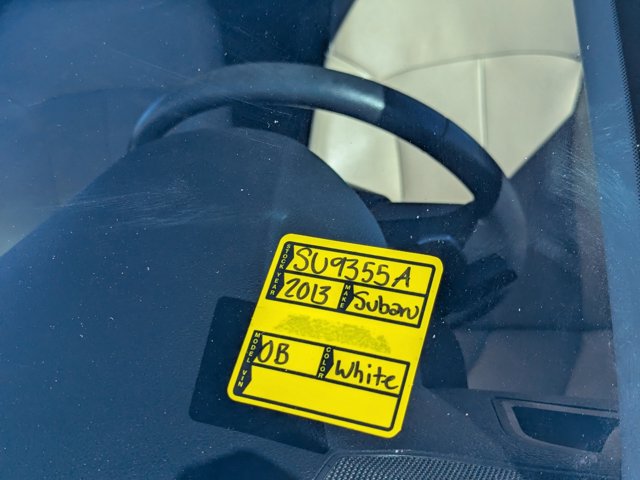 STOCK SU9355A
YEAR 2013 MAKE Subaru
MODEL OB COLOR White
VIN